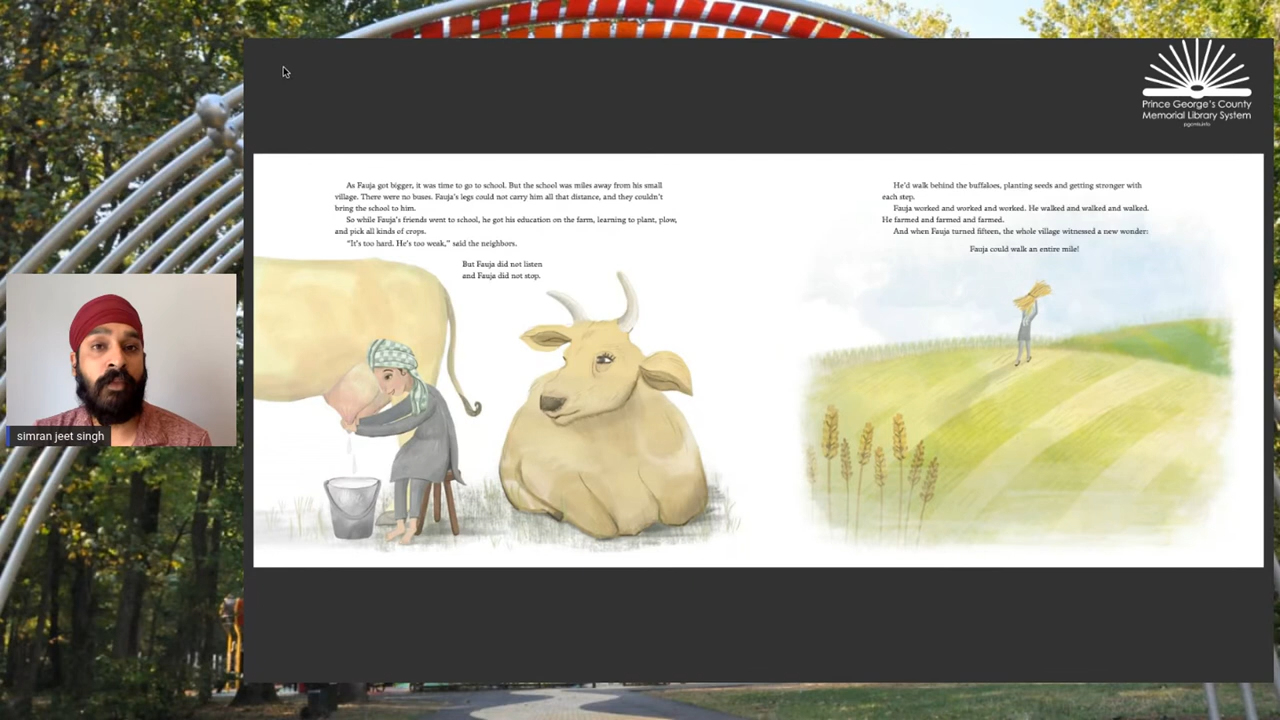 Prince George's County
Memorial Library System
pgcmls.info
As Fauja got bigger, it was time to go to school. But the school was miles away from his small
village. There were no buses. Fauja's legs could not carry him all that distance, and they couldn't
bring the school to him.
So while Fauja's friends went to school, he got his education on the farm, learning to plant, plow,
and pick all kinds of crops.
"It's too hard. He's too weak," said the neighbors.
But Fauja did not listen
and Fauja did not stop.
He'd walk behind the buffaloes, planting seeds and getting stronger with
each step.
Fauja worked and worked and worked. He walked and walked and walked.
He farmed and farmed and farmed.
And when Fauja turned fifteen, the whole village witnessed a new wonder:
Fauja could walk an entire mile!
simran jeet singh